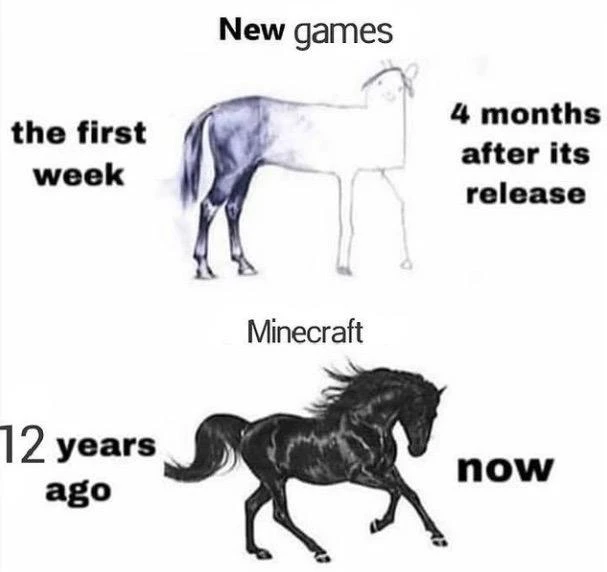 New games
the first
week
4 months
after its
release
Minecraft
12 years
ago
now